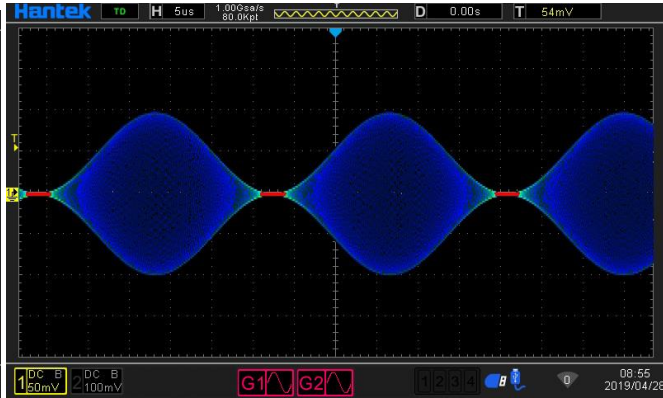 Hantek TD H 5us 1.00Gsa/s 80.0Kpt T D 0.00s T 54mV
T
1
1 DC B 50mV 2 DC B 100mV G1 G2 1 2 3 4 0 08:55
2019/04/28